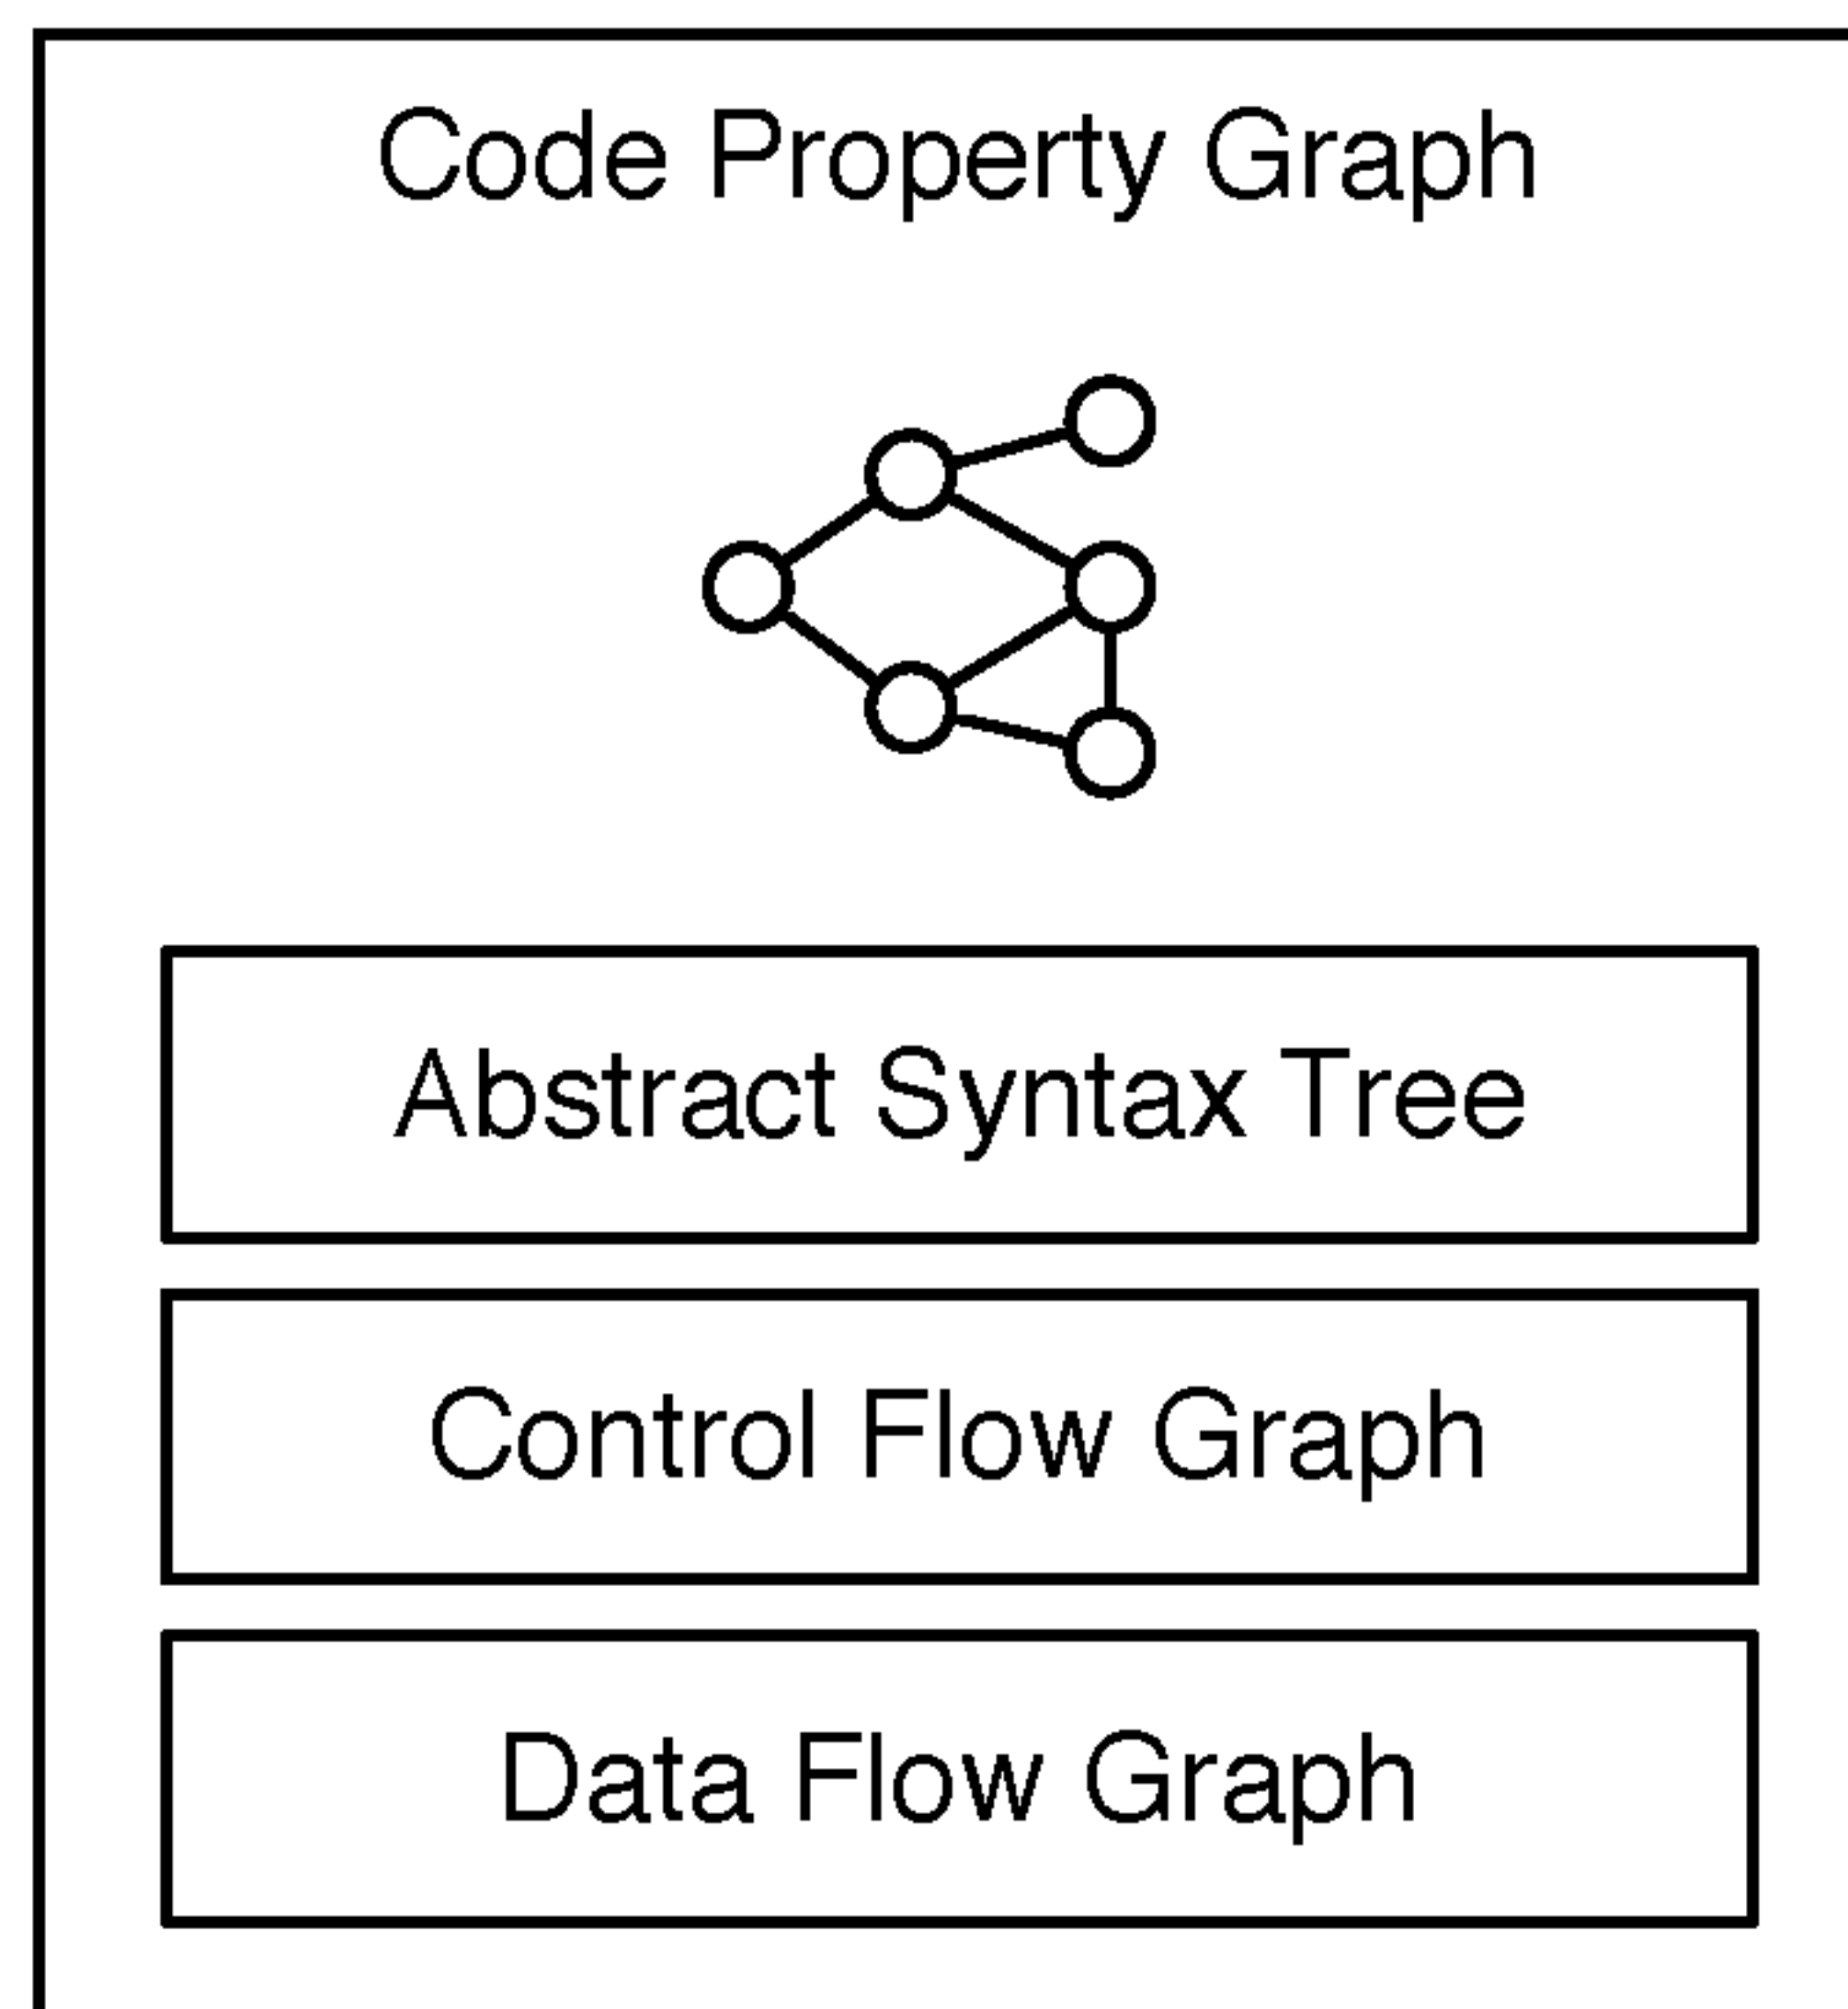 Code Property Graph
Abstract Syntax Tree
Control Flow Graph
Data Flow Graph